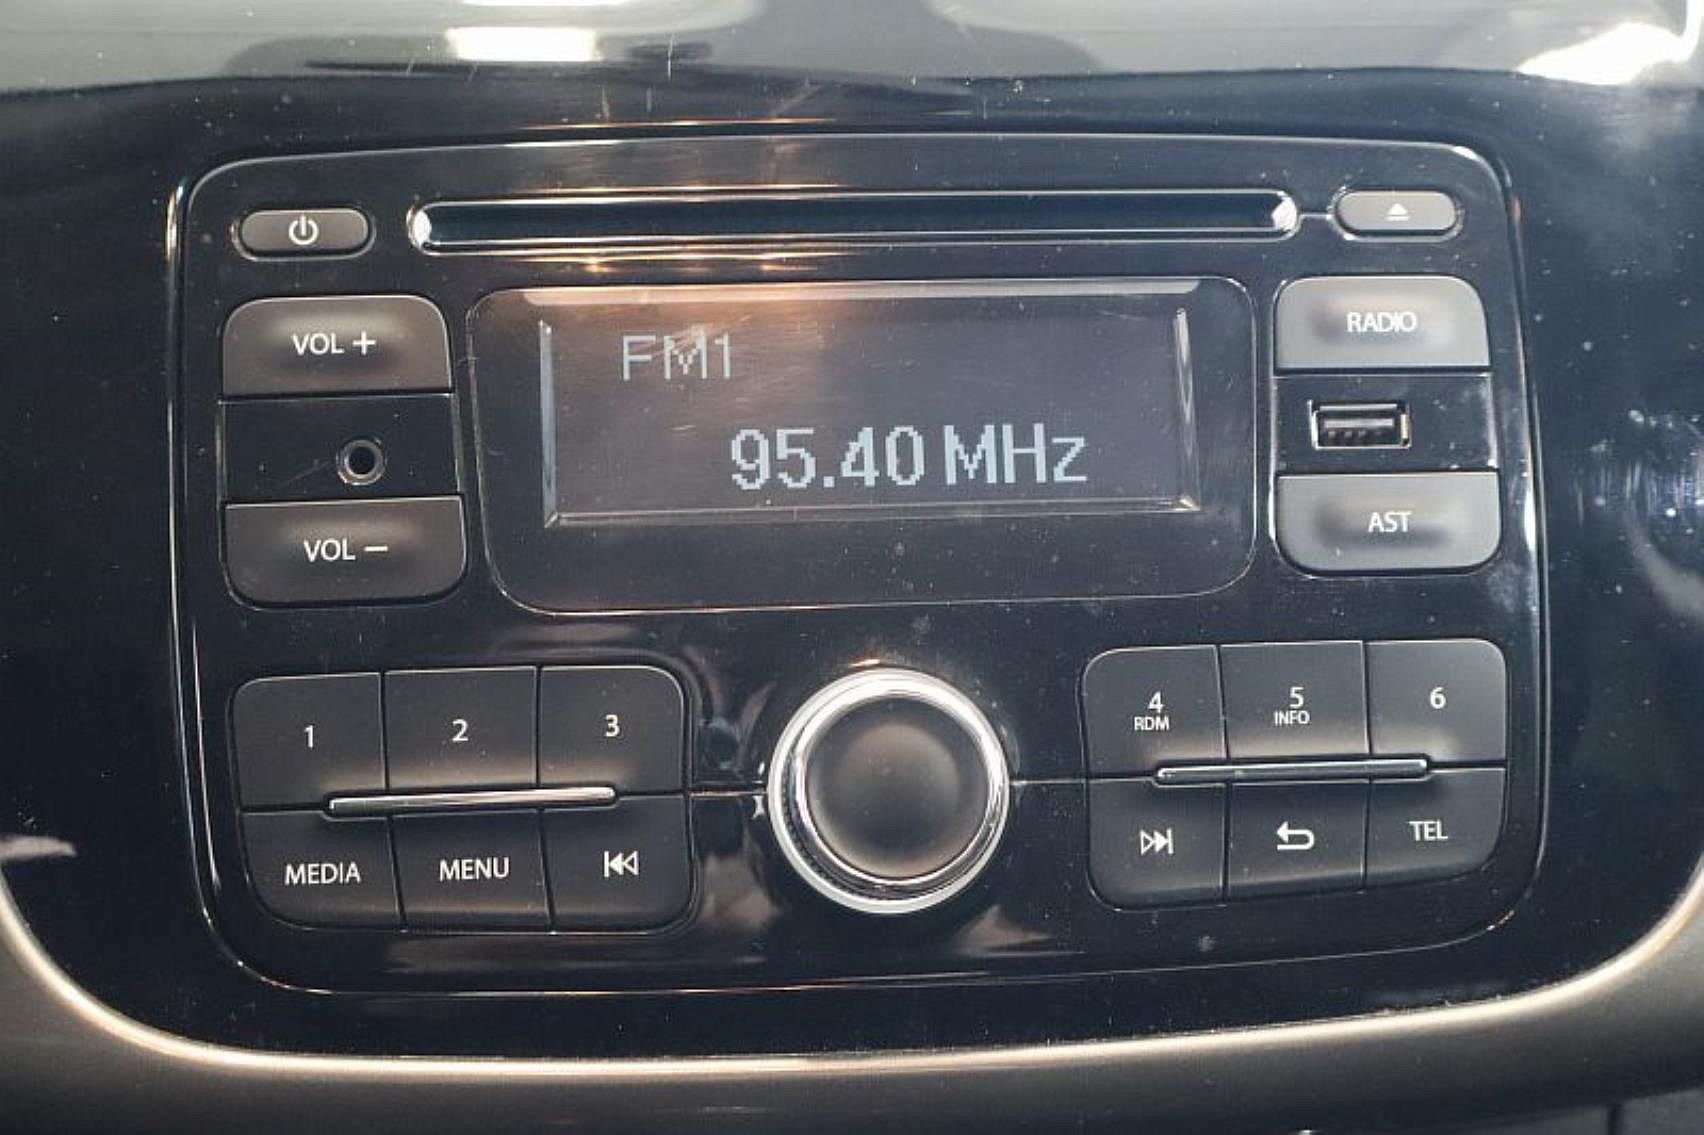 VOL +
FM1
RADIO
95.40 MHz
VOL –
AST
1
2
3
4
RDM
5
INFO
6
MEDIA
MENU
TEL